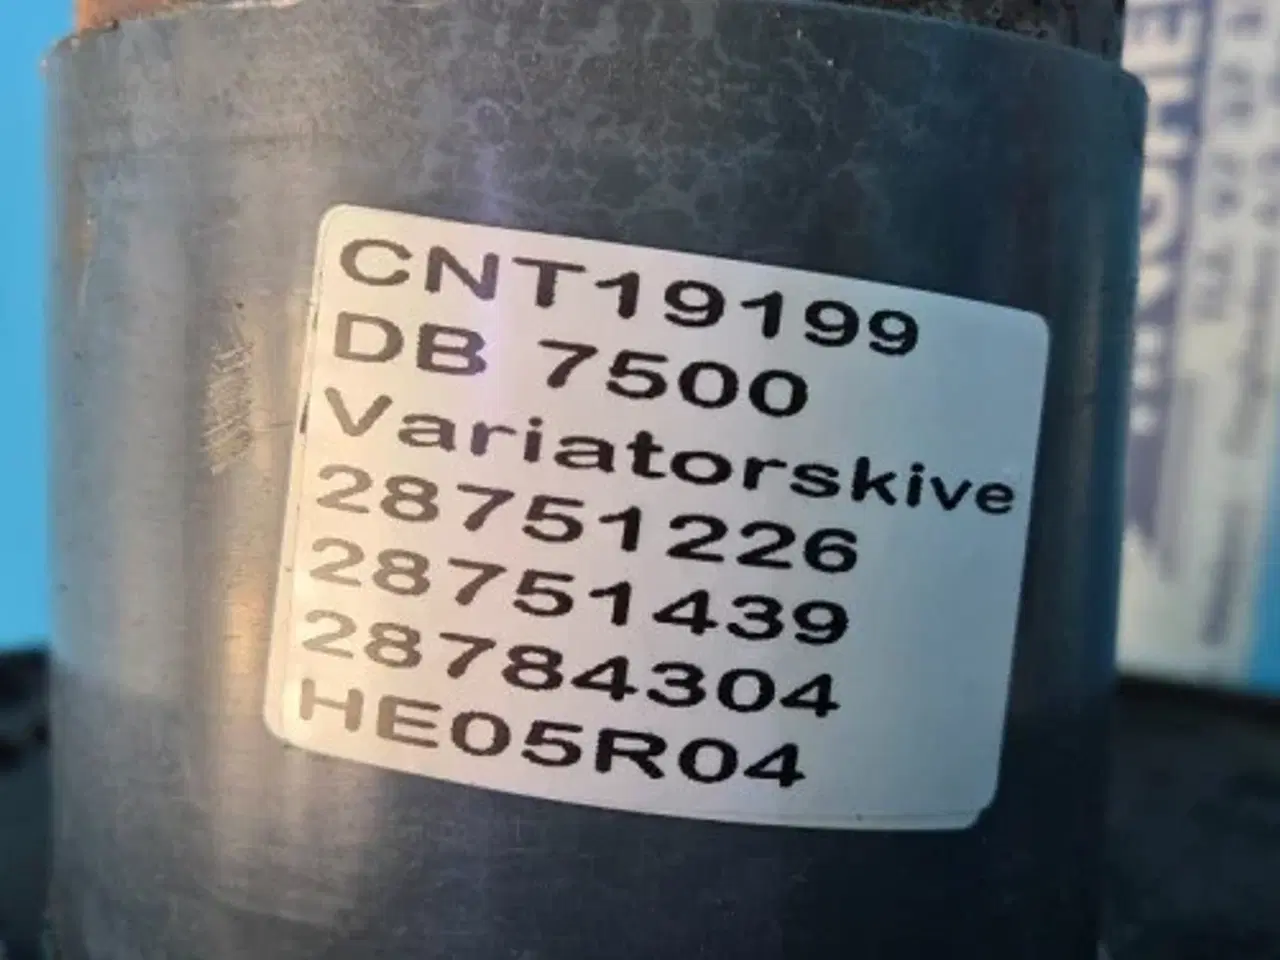 CNT19199
DB 7500
Variatorskive
28751226
28751439
28784304
HE05R04